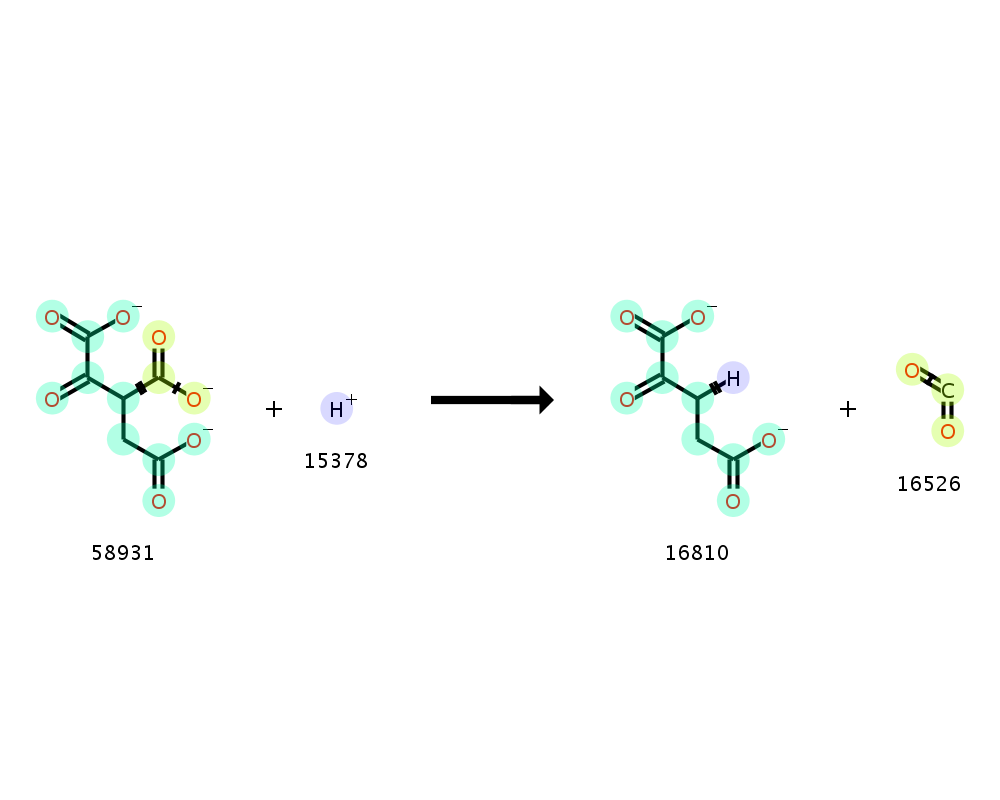 O O⁻ O O O⁻ O⁻ O
58931
+
H⁺
15378
O O⁻ O H O⁻ O
16810
+
O C O
16526